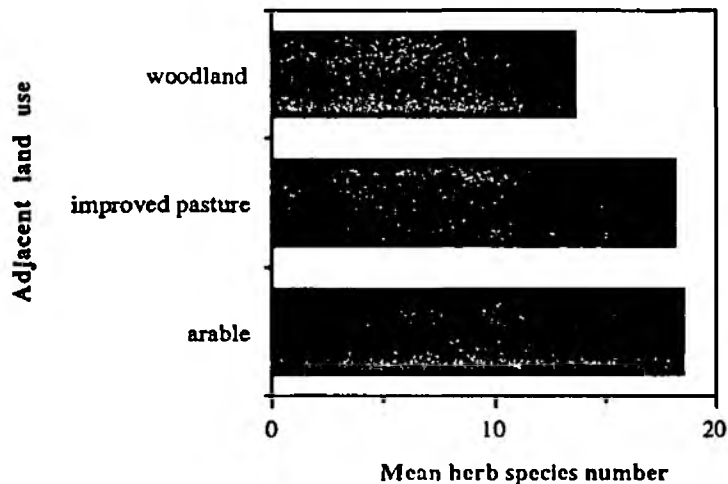 Adjacent land use
woodland
improved pasture
arable
0 10 20
Mean herb species number